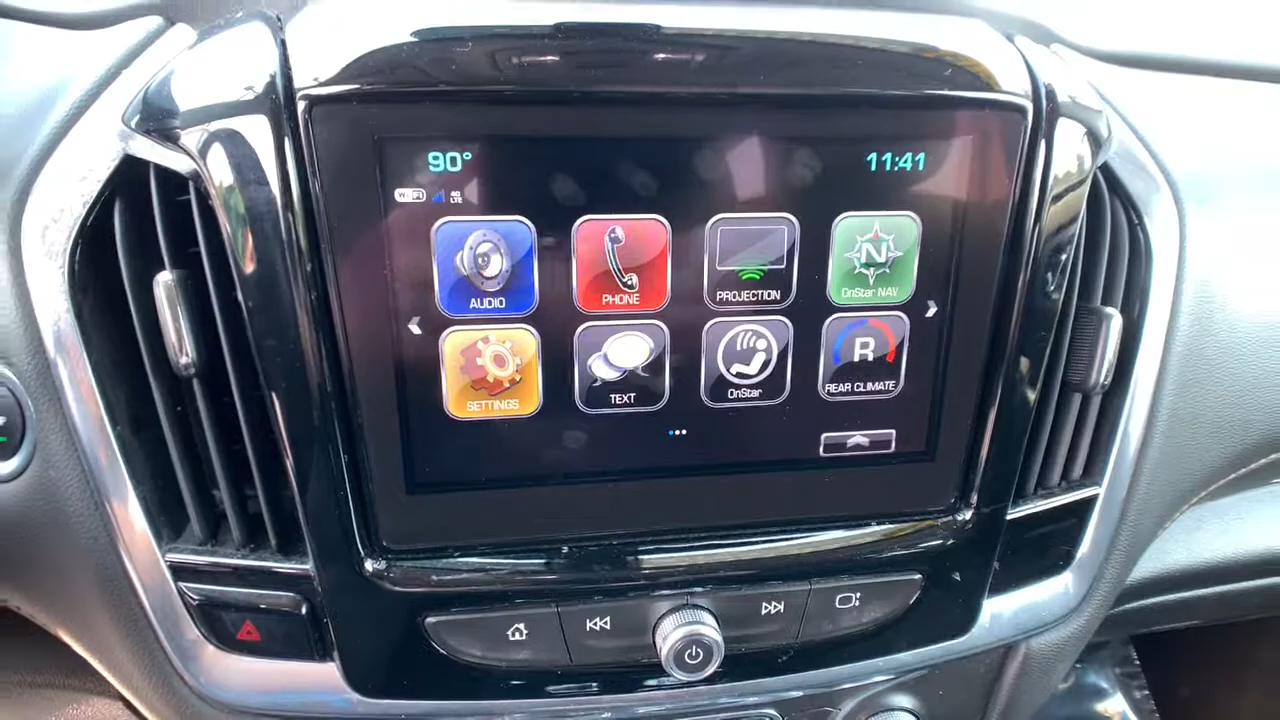 90° 11:41
WiFi 4G
LTE
AUDIO PHONE PROJECTION N
OnStar NAV
SETTINGS TEXT OnStar R
REAR CLIMATE